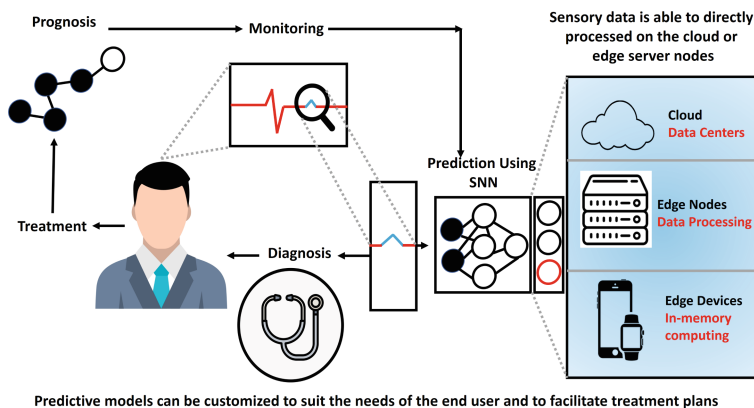 Prognosis
Monitoring
Sensory data is able to directly
processed on the cloud or
edge server nodes
Cloud
Data Centers
Prediction Using
SNN
Edge Nodes
Data Processing
Treatment
Diagnosis
Edge Devices
In-memory
computing
Predictive models can be customized to suit the needs of the end user and to facilitate treatment plans